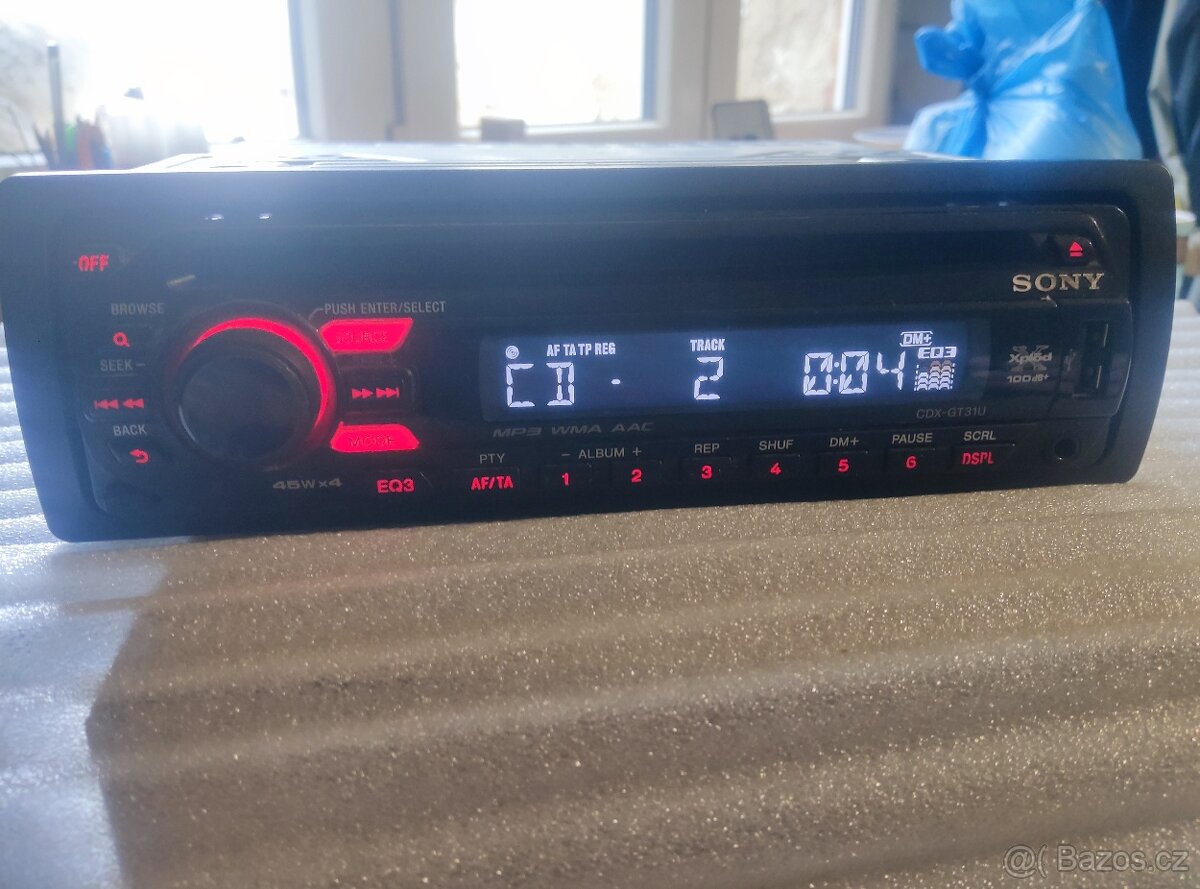 OFF
SONY
BROWSE
PUSH ENTER/SELECT
SOURCE
SEEK –
AF TA TP REG
TRACK
DM+
EQ3
CD - 2 0:04
Xplod
100dB+
BACK
MODE
CDX-GT31U
MP3 WMA AAC
45W x4
EQ3
PTY
– ALBUM +
REP
SHUF
DM+
PAUSE
SCRL
AF/TA
1
2
3
4
5
6
DSPL
@( Bazos.cz